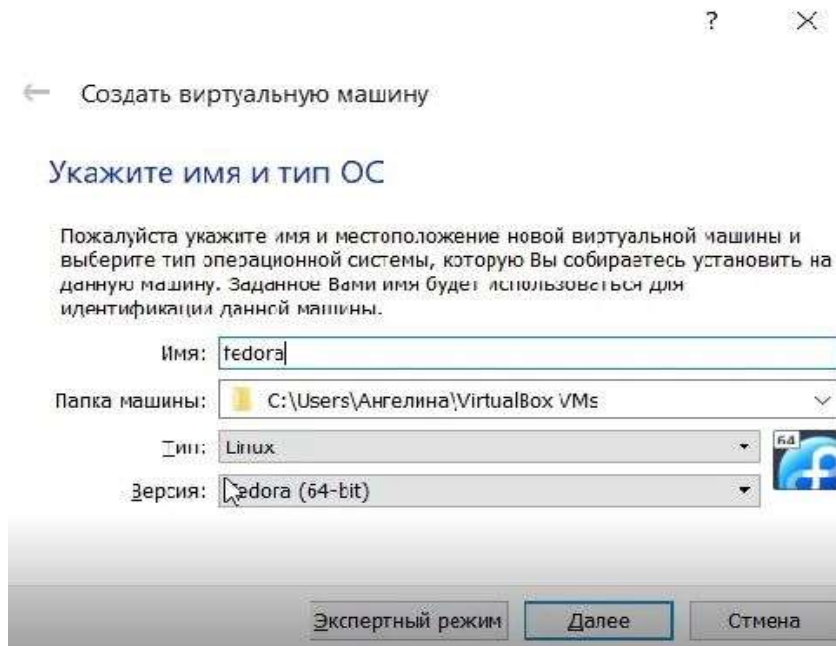 ?
Создать виртуальную машину
Укажите имя и тип ОС
Пожалуйста укажите имя и местоположение новой виртуальной машины и
выберите тип операционной системы, которую Вы собираетесь установить на
данную машину. Заданное Вами имя будет использоваться для
идентификации данной машины.
Имя: fedora
Папка машины: C:\Users\Ангелина\VirtualBox VMs
Тип: Linux
64
Версия: Fedora (64-bit)
Экспертный режим Далее Отмена